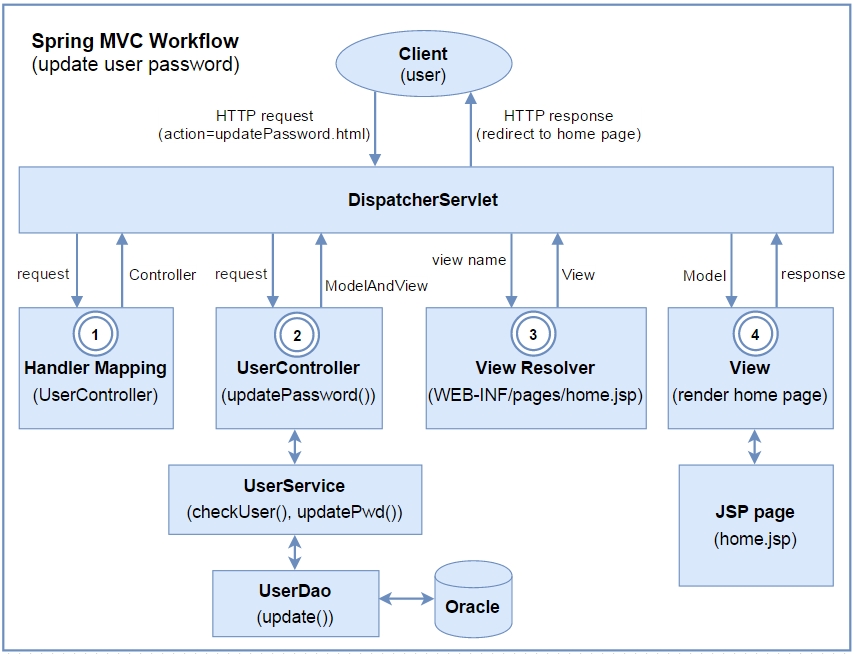 Spring MVC Workflow
(update user password)
Client
(user)
HTTP request
(action=updatePassword.html)
HTTP response
(redirect to home page)
DispatcherServlet
request
Controller
request
ModelAndView
view name
View
Model
response
1
Handler Mapping
(UserController)
2
UserController
(updatePassword())
3
View Resolver
(WEB-INF/pages/home.jsp)
4
View
(render home page)
UserService
(checkUser(), updatePwd())
JSP page
(home.jsp)
UserDao
(update())
Oracle